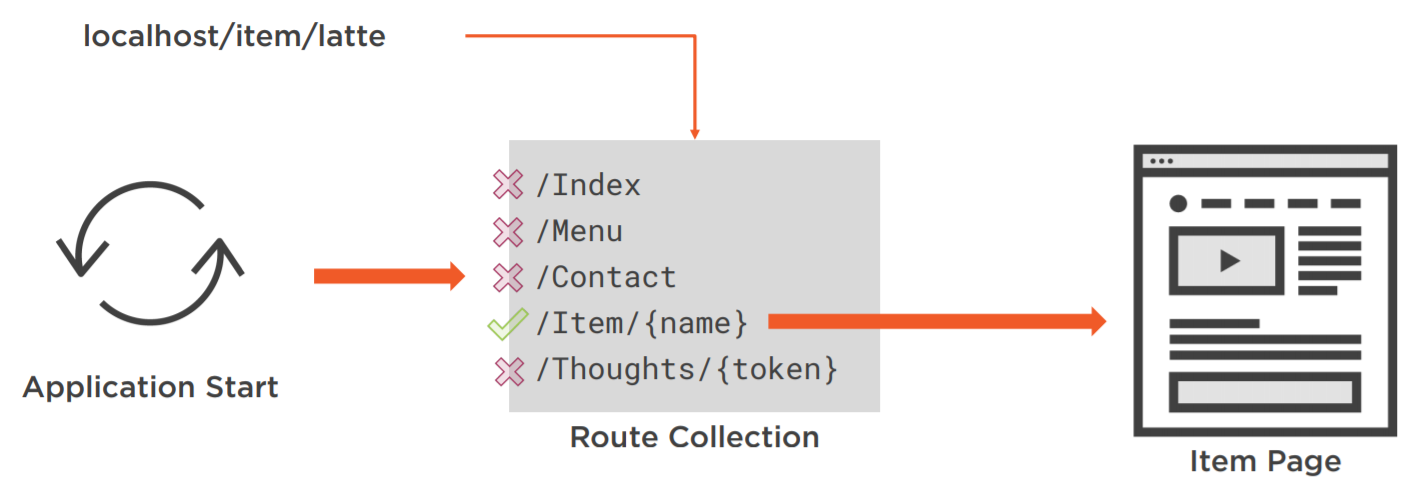 localhost/item/latte
/Index
/Menu
/Contact
/Item/{name}
/Thoughts/{token}
Application Start
Route Collection
Item Page